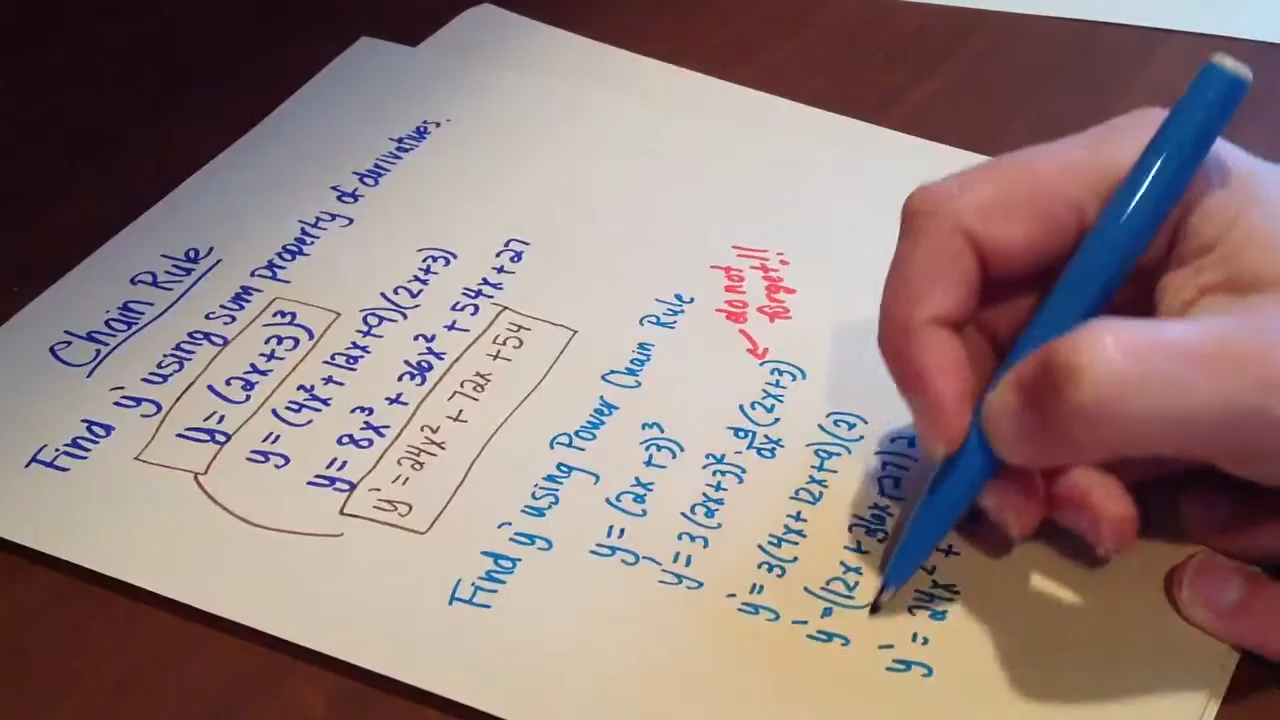 Chain Rule
Find y' using sum property of derivatives.
y = (2x+3)³
y = (4x² + 12x + 9)(2x+3)
y = 8x³ + 36x² + 54x + 27
y' = 24x² + 72x + 54
Find y' using Power Chain Rule
y = (2x + 3)³
do not
forget!!
y' = 3(2x+3)² · d/dx (2x+3)
y' = 3(4x + 12x + 9)(2)
y' = (12x + 36x + 27) 2
y' = 24x² +